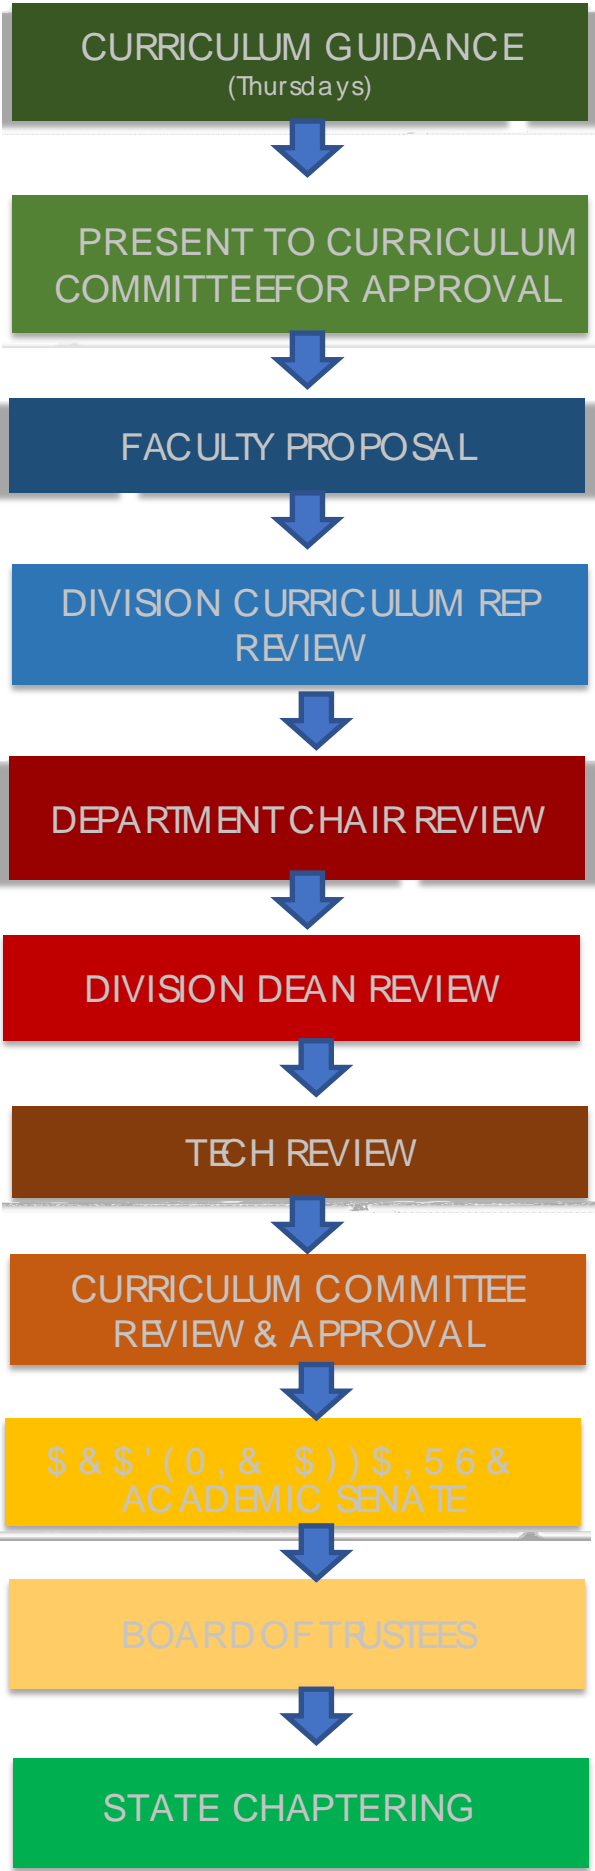 CURRICULUM GUIDANCE
(Thursdays)
PRESENT TO CURRICULUM
COMMITTEEFOR APPROVAL
FACULTY PROPOSAL
DIVISION CURRICULUM REP
REVIEW
DEPARTMENT CHAIR REVIEW
DIVISION DEAN REVIEW
TECH REVIEW
CURRICULUM COMMITTEE
REVIEW & APPROVAL
$ & $ ' ( 0 , & $ ) ) $ , 5 6 &
ACADEMIC SENATE
BOARD OF TRUSTEES
STATE CHAPTERING